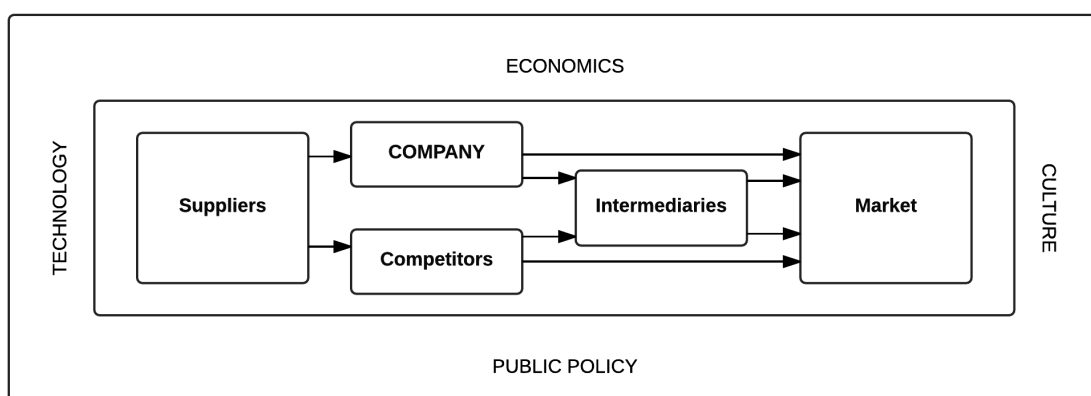 ECONOMICS
TECHNOLOGY
COMPANY
Suppliers
Intermediaries
Market
Competitors
CULTURE
PUBLIC POLICY